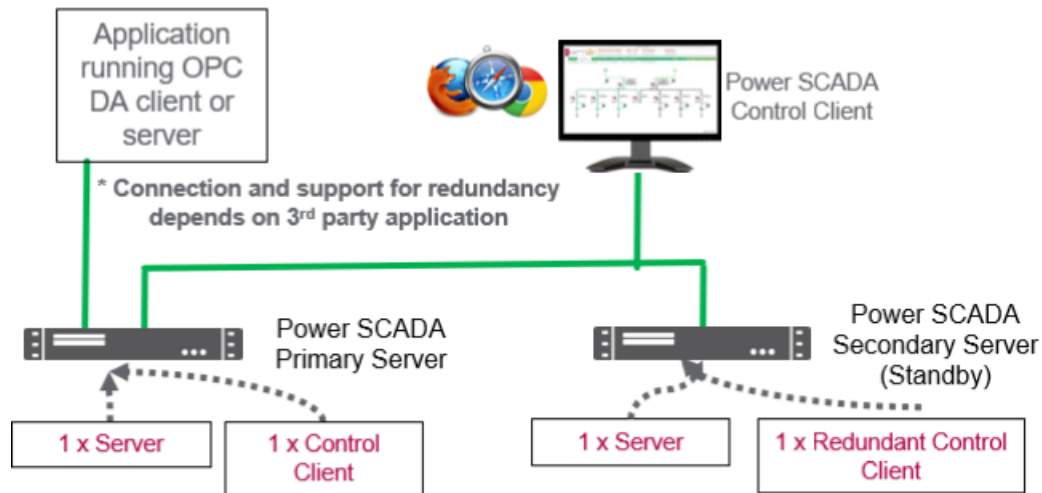 Application
running OPC
DA client or
server
Power SCADA
Control Client
* Connection and support for redundancy
depends on 3rd party application
Power SCADA
Primary Server
Power SCADA
Secondary Server
(Standby)
1 x Server
1 x Control
Client
1 x Server
1 x Redundant Control
Client